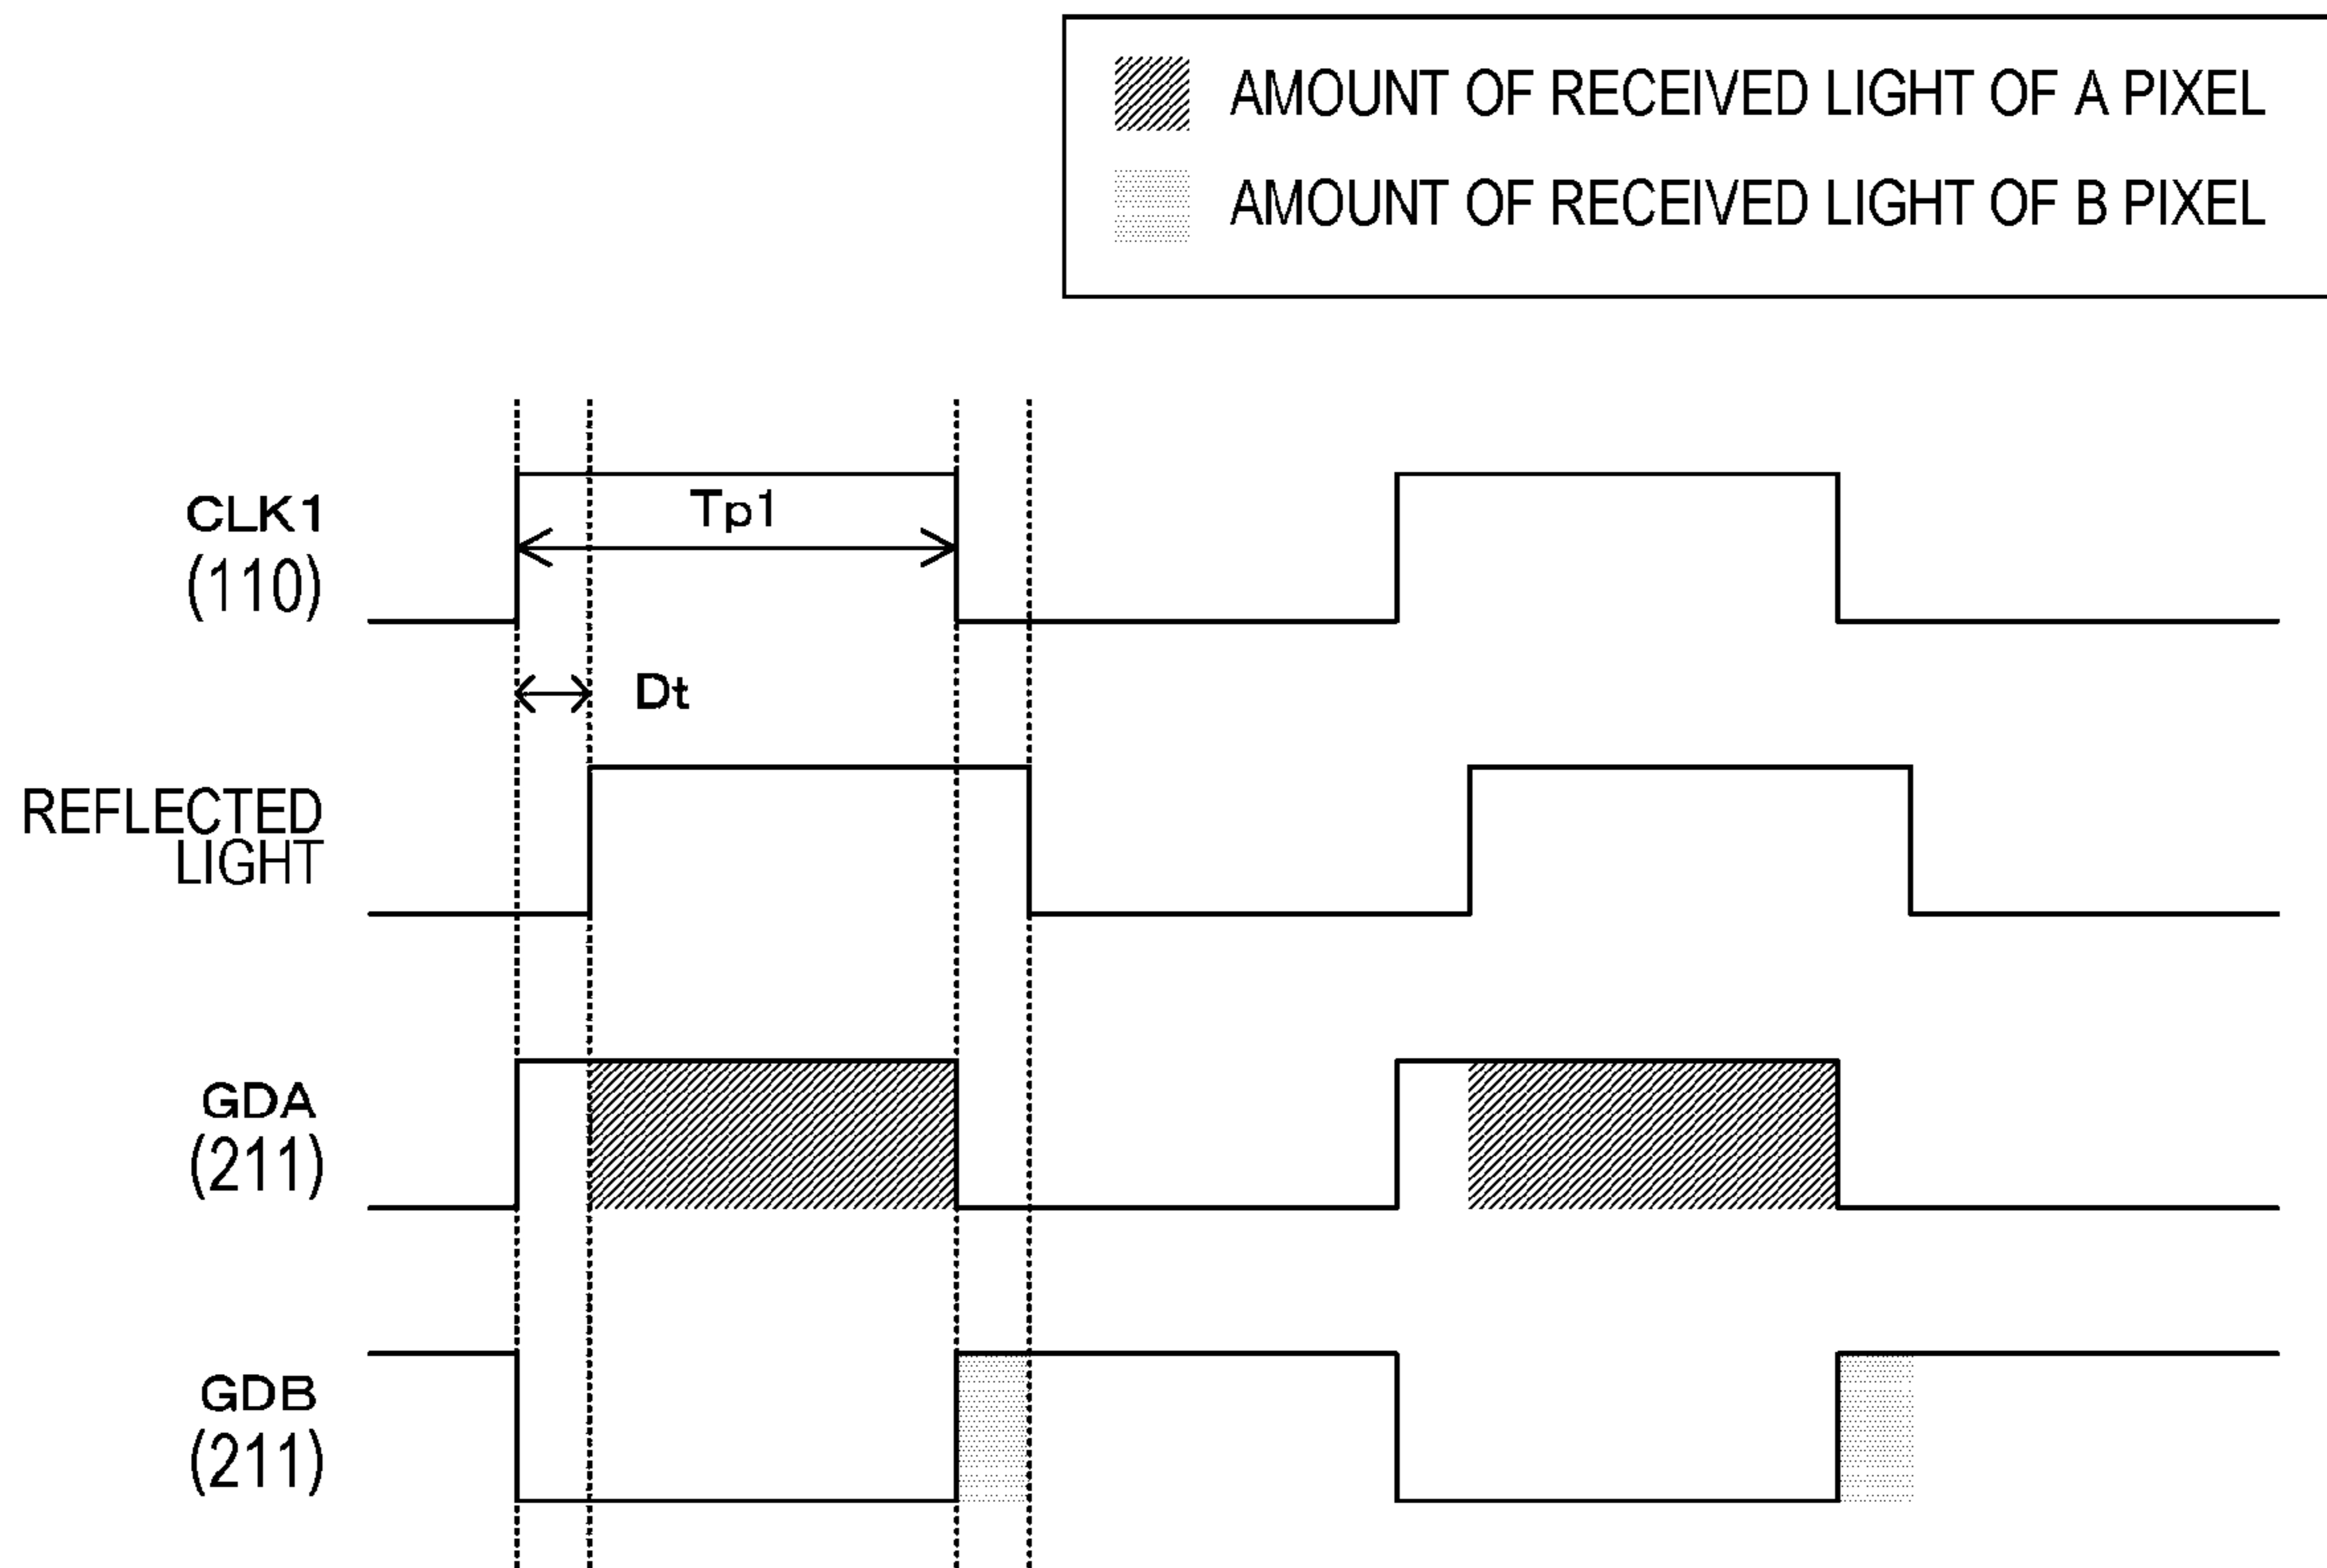 AMOUNT OF RECEIVED LIGHT OF A PIXEL
AMOUNT OF RECEIVED LIGHT OF B PIXEL
CLK1
(110)
Tp1
Dt
REFLECTED
LIGHT
GDA
(211)
GDB
(211)